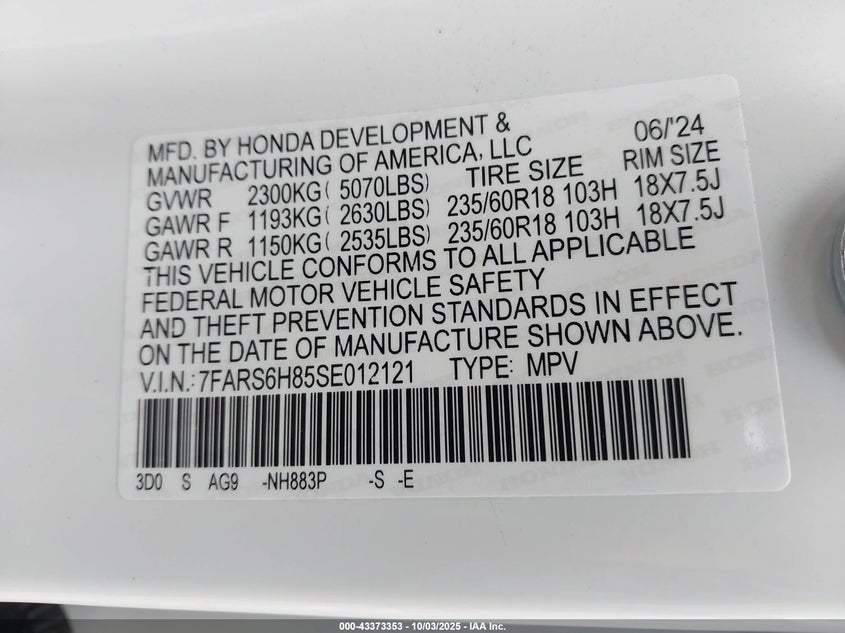 MFD. BY HONDA DEVELOPMENT & 06/'24
MANUFACTURING OF AMERICA, LLC TIRE SIZE RIM SIZE
GVWR 2300KG( 5070LBS)
GAWR F 1193KG( 2630LBS) 235/60R18 103H 18X7.5J
GAWR R 1150KG( 2535LBS) 235/60R18 103H 18X7.5J
THIS VEHICLE CONFORMS TO ALL APPLICABLE
FEDERAL MOTOR VEHICLE SAFETY
AND THEFT PREVENTION STANDARDS IN EFFECT
ON THE DATE OF MANUFACTURE SHOWN ABOVE.
V.I.N.:7FARS6H85SE012121 TYPE: MPV
3D0 S AG9 -NH883P -S -E
000-43373353 - 10/03/2025 - IAA Inc.